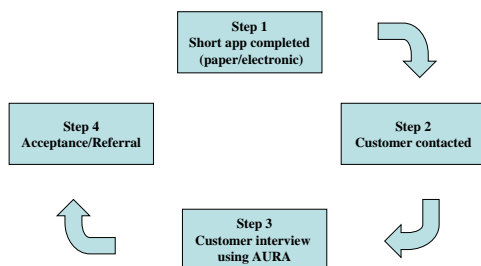 Step 1
Short app completed
(paper/electronic)
Step 2
Customer contacted
Step 3
Customer interview
using AURA
Step 4
Acceptance/Referral